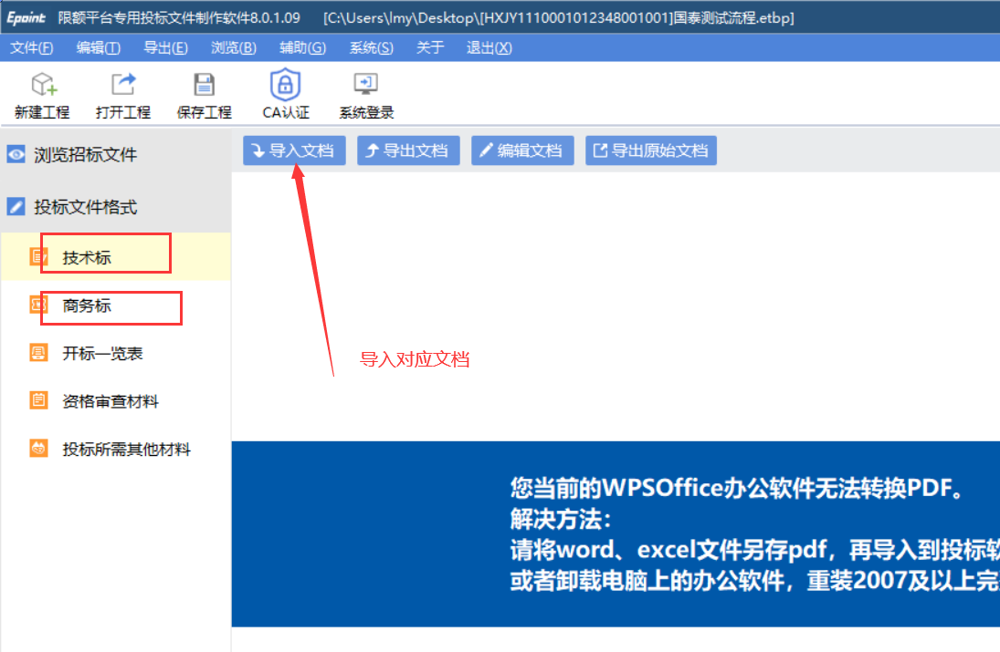 Epoint 限额平台专用投标文件制作软件8.0.1.09 [C:\Users\lmy\Desktop\[HXJY1110001012348001001]国泰测试流程.etbp]
文件(F) 编辑(T) 导出(E) 浏览(B) 辅助(G) 系统(S) 关于 退出(X)
新建工程 打开工程 保存工程 CA认证 系统登录
浏览招标文件
导入文档 导出文档 编辑文档 导出原始文档
投标文件格式
技术标
商务标
开标一览表
导入对应文档
资格审查材料
投标所需其他材料
您当前的WPSOffice办公软件无法转换PDF。
解决方法：
请将word、excel文件另存pdf，再导入到投标软
或者卸载电脑上的办公软件，重装2007及以上完